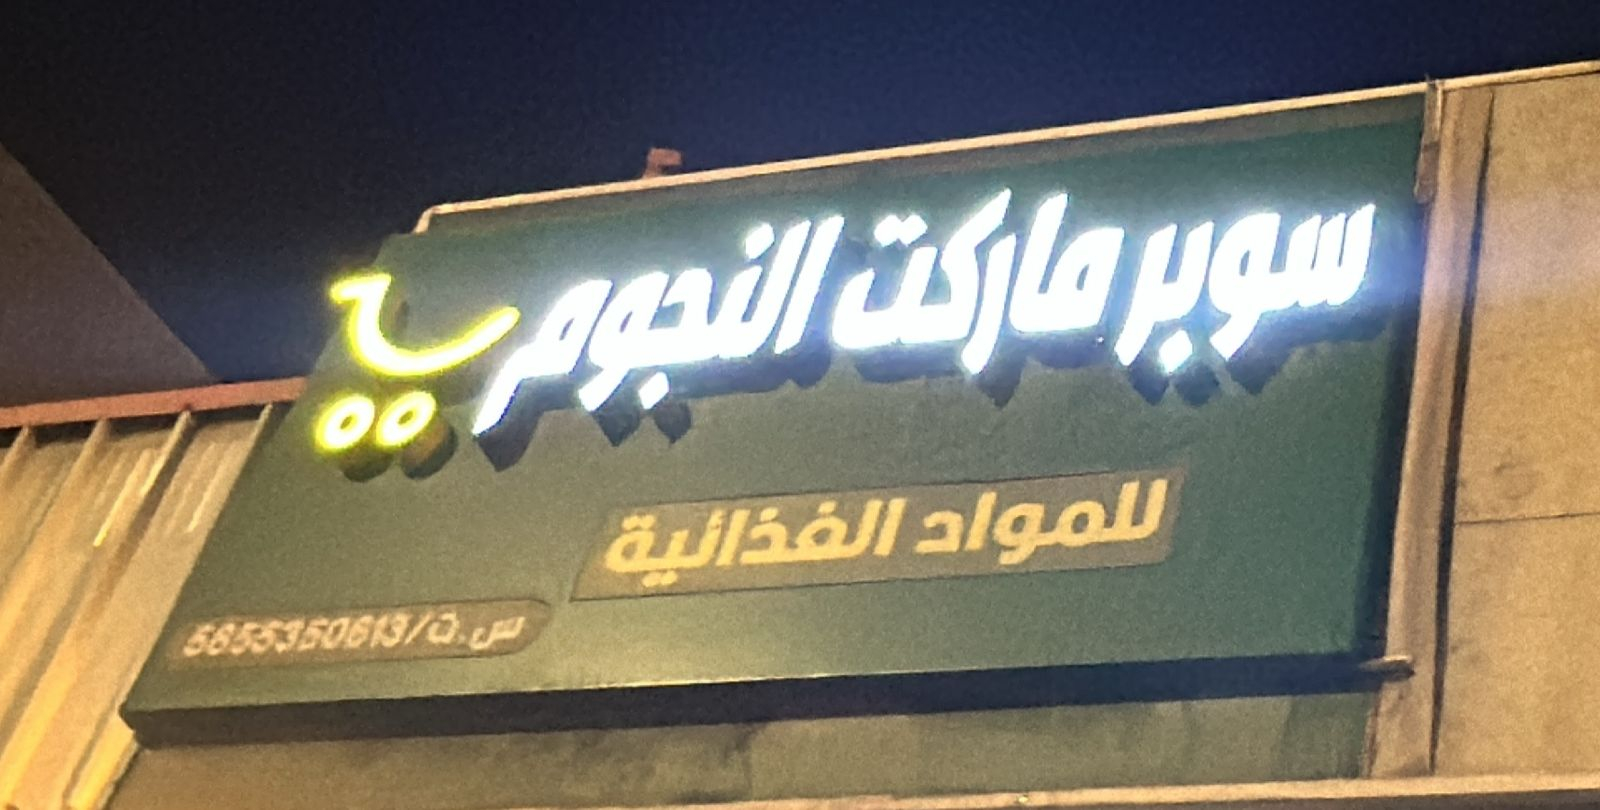 سوبر ماركت النجوم
للمواد الغذائية
س.ت/5855350613